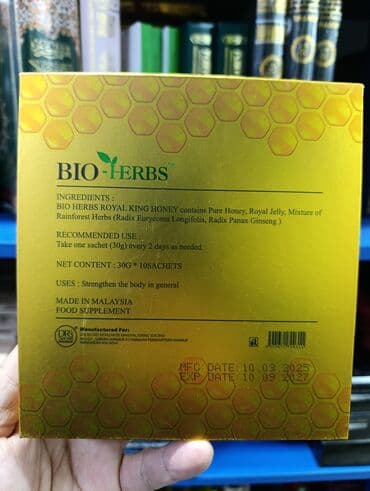 BIO HERBS™
INGREDIENTS :
BIO HERBS ROYAL KING HONEY contains Pure Honey, Royal Jelly, Mixture of
Rainforest Herbs (Radix Eurycoma Longifolia, Radix Panax Ginseng.)
RECOMMENDED USE :
Take one sachet (30g) every 2 days as needed.
NET CONTENT : 30G * 10SACHETS
USES : Strengthen the body in general
MADE IN MALAYSIA
FOOD SUPPLEMENT
Manufactured For:
DRS
MFG DATE 10 03 2025
EXP DATE 10 09 2027